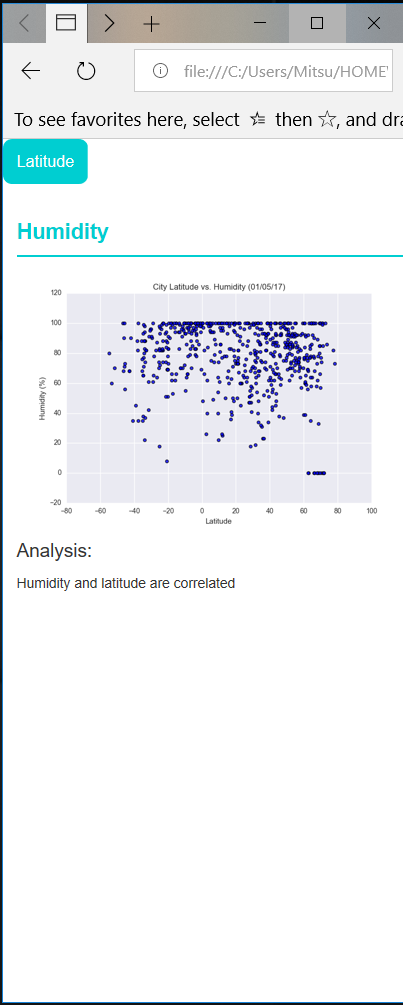 file:///C:/Users/Mitsu/HOME
To see favorites here, select then , and dra
Latitude
Humidity
City Latitude vs. Humidity (01/05/17)
120
100
80
60
40
20
0
−20
Humidity (%)
−80 −60 −40 −20 0 20 40 60 80 100
Latitude
Analysis:
Humidity and latitude are correlated